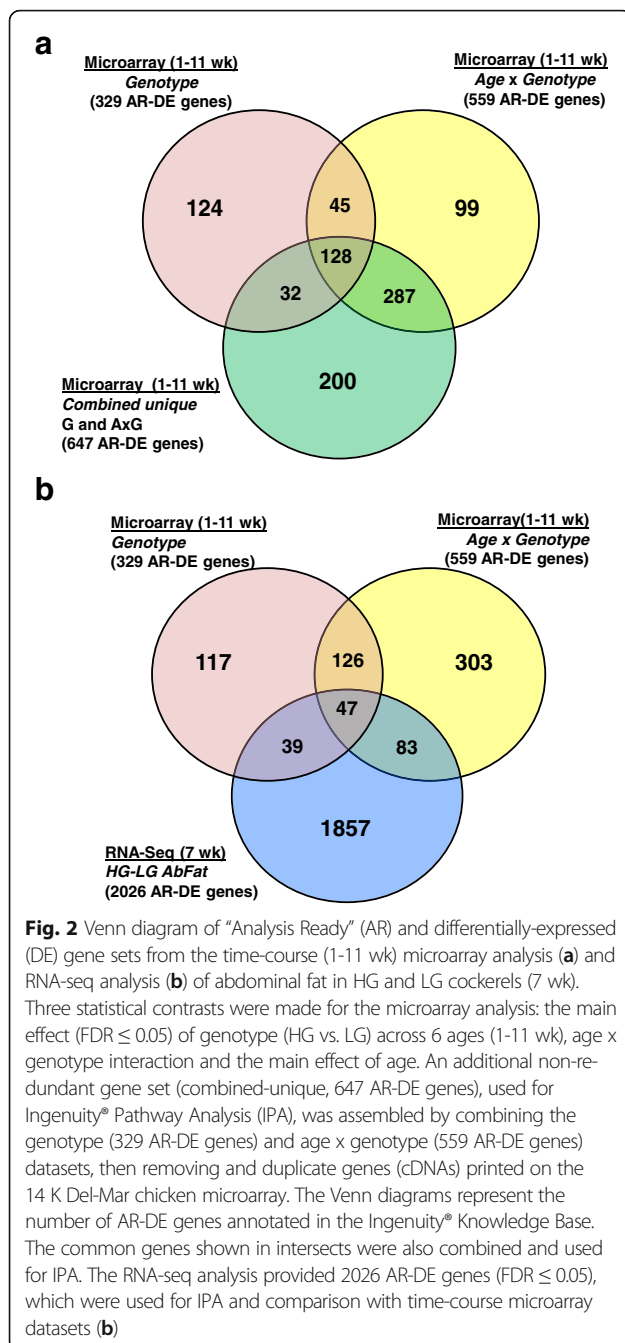 a
Microarray (1-11 wk)
Genotype
(329 AR-DE genes)
Microarray (1-11 wk)
Age x Genotype
(559 AR-DE genes)
124
45
99
128
32
287
200
Microarray (1-11 wk)
Combined unique
G and AxG
(647 AR-DE genes)
b
Microarray (1-11 wk)
Genotype
(329 AR-DE genes)
Microarray(1-11 wk)
Age x Genotype
(559 AR-DE genes)
117
126
303
47
39
83
1857
RNA-Seq (7 wk)
HG-LG AbFat
(2026 AR-DE genes)
Fig. 2 Venn diagram of “Analysis Ready” (AR) and differentially-expressed
(DE) gene sets from the time-course (1-11 wk) microarray analysis (a) and
RNA-seq analysis (b) of abdominal fat in HG and LG cockerels (7 wk).
Three statistical contrasts were made for the microarray analysis: the main
effect (FDR ≤ 0.05) of genotype (HG vs. LG) across 6 ages (1-11 wk), age x
genotype interaction and the main effect of age. An additional non-re-
dundant gene set (combined-unique, 647 AR-DE genes), used for
Ingenuity® Pathway Analysis (IPA), was assembled by combining the
genotype (329 AR-DE genes) and age x genotype (559 AR-DE genes)
datasets, then removing and duplicate genes (cDNAs) printed on the
14 K Del-Mar chicken microarray. The Venn diagrams represent the
number of AR-DE genes annotated in the Ingenuity® Knowledge Base.
The common genes shown in intersects were also combined and used
for IPA. The RNA-seq analysis provided 2026 AR-DE genes (FDR ≤ 0.05),
which were used for IPA and comparison with time-course microarray
datasets (b)